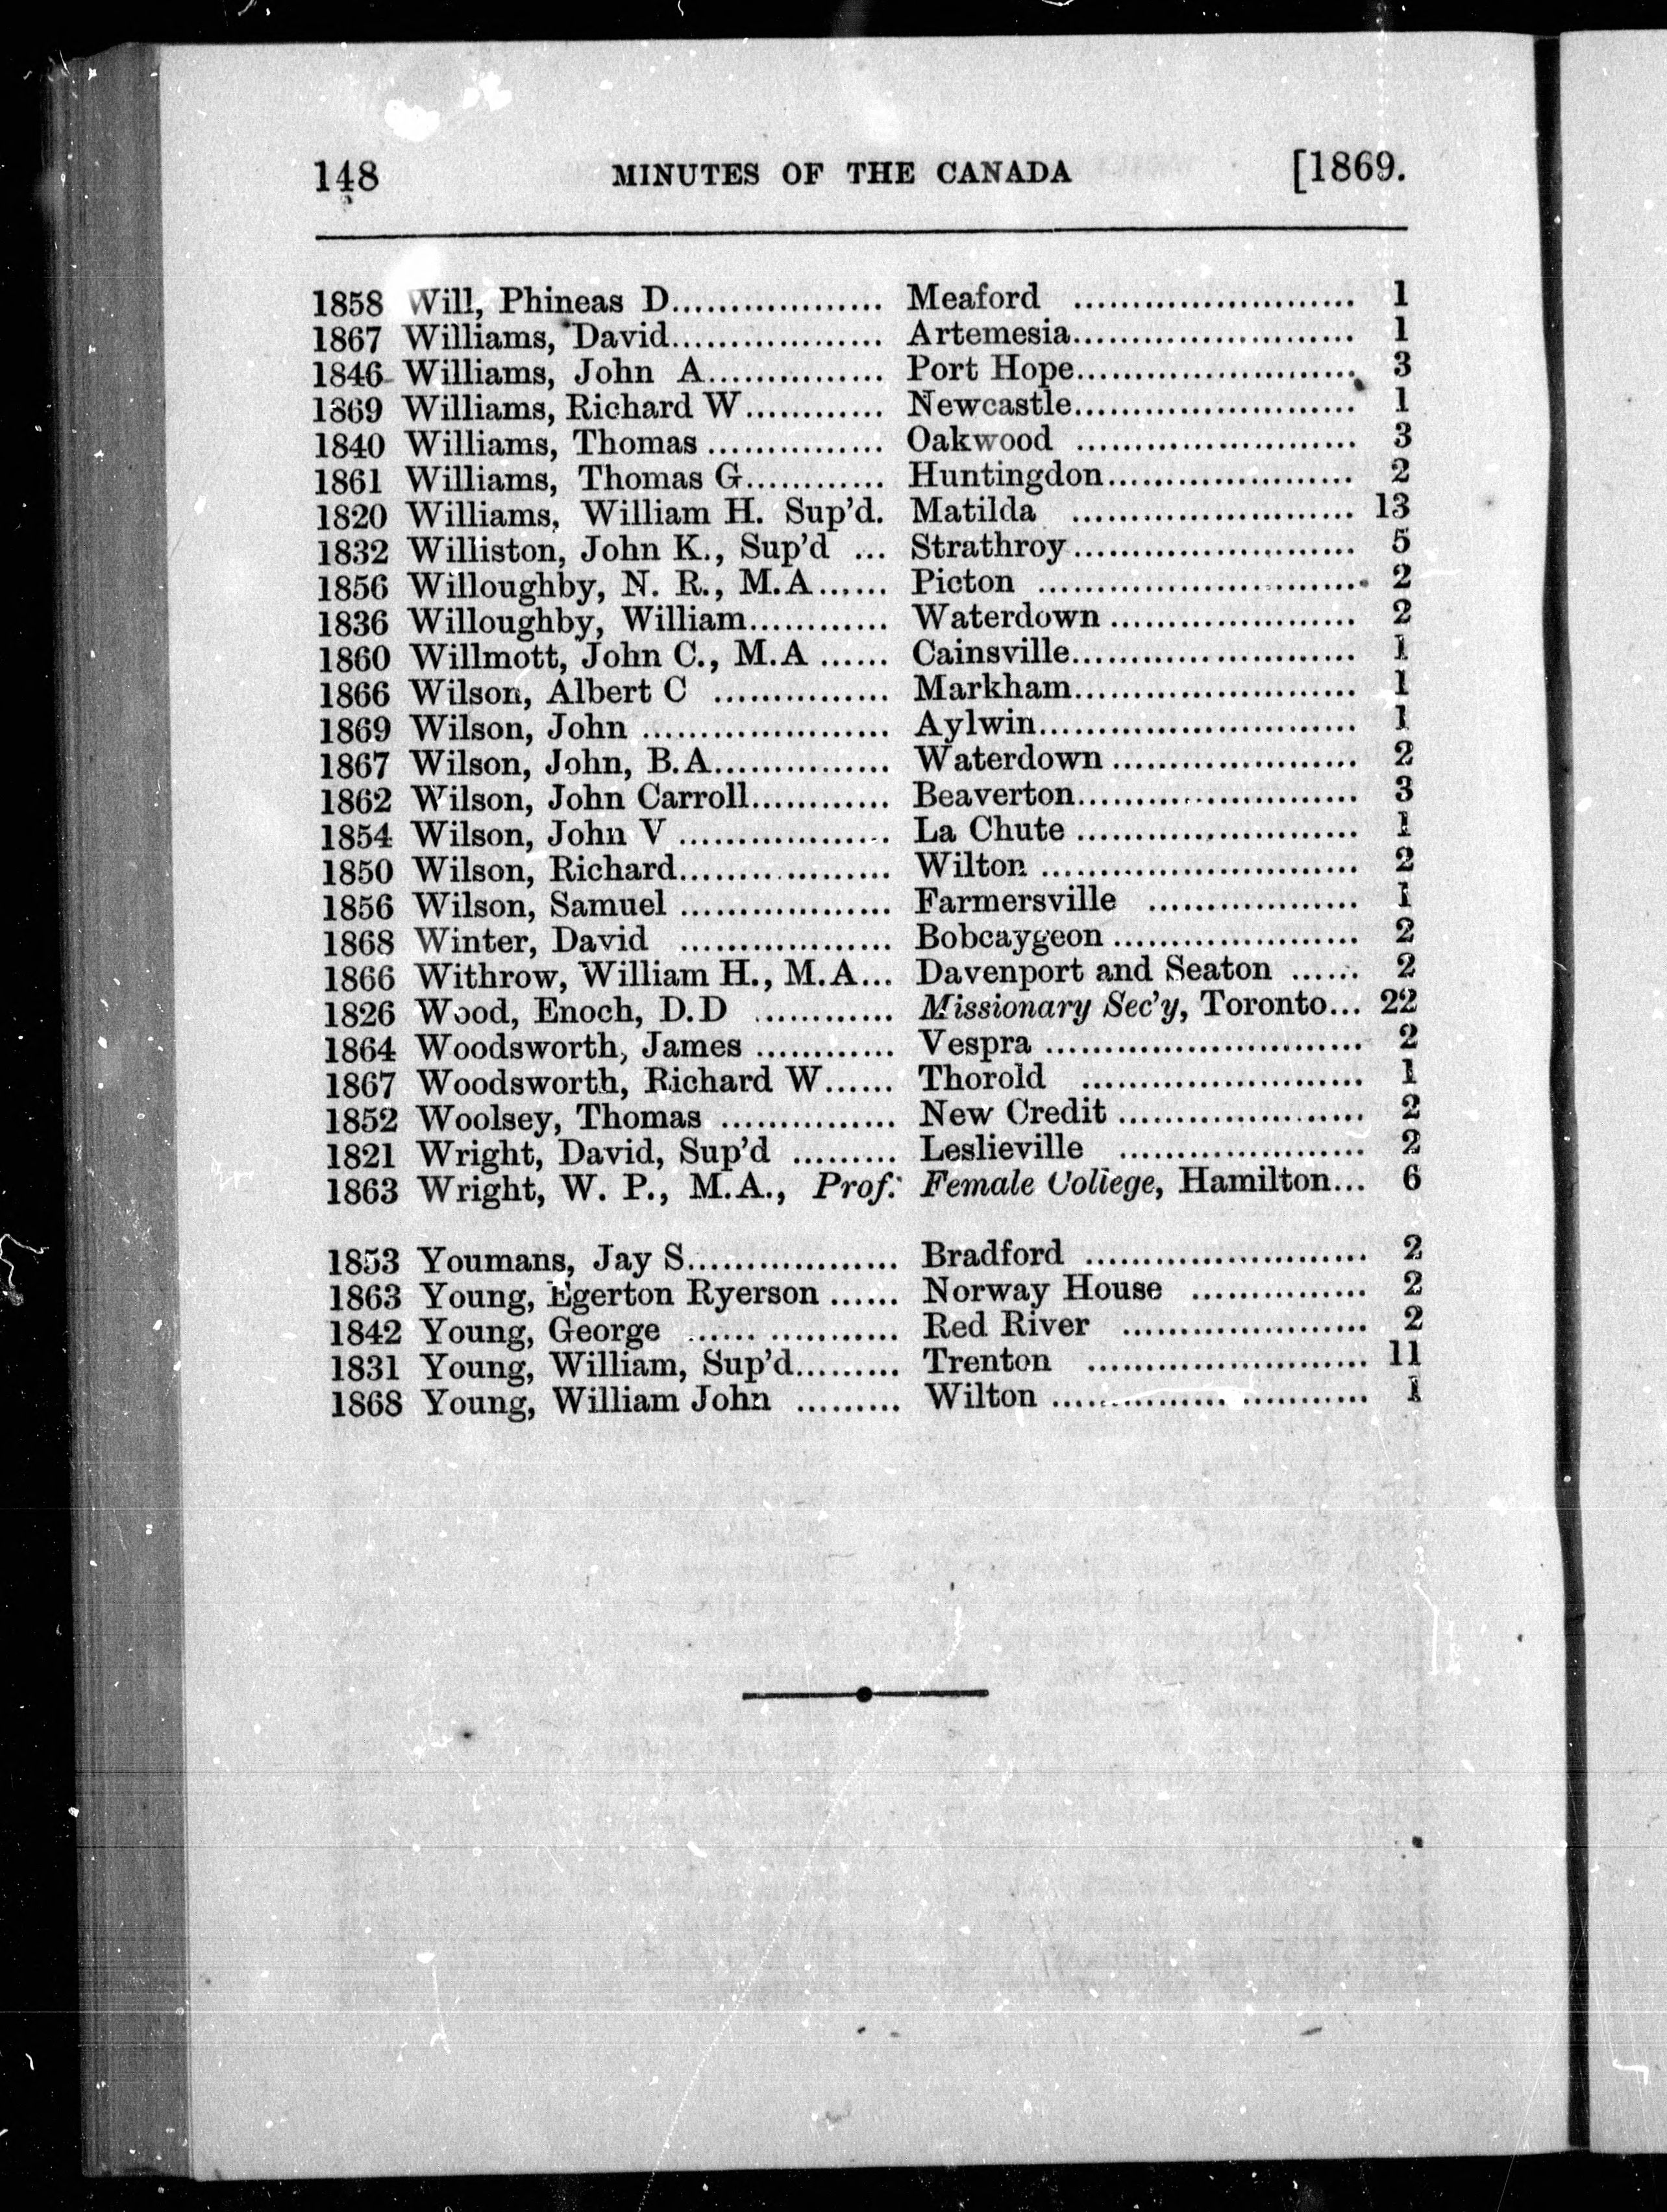 148 MINUTES OF THE CANADA [1869.
1858 Will, Phineas D.................. Meaford ........................ 1
1867 Williams, David.................. Artemesia........................ 1
1846 Williams, John A............... Port Hope........................ 3
1869 Williams, Richard W............ Newcastle........................ 1
1840 Williams, Thomas ............... Oakwood ........................ 3
1861 Williams, Thomas G............ Huntingdon..................... 2
1820 Williams, William H. Sup'd. Matilda ........................ 13
1832 Williston, John K., Sup'd ... Strathroy........................ 5
1856 Willoughby, N. R., M.A...... Picton ........................... 2
1836 Willoughby, William............ Waterdown ..................... 2
1860 Willmott, John C., M.A ...... Cainsville........................ 1
1866 Wilson, Albert C ............... Markham........................ 1
1869 Wilson, John ..................... Aylwin........................... 1
1867 Wilson, John, B.A............... Waterdown ..................... 2
1862 Wilson, John Carroll............ Beaverton........................ 3
1854 Wilson, John V .................. La Chute ........................ 1
1850 Wilson, Richard.................. Wilton ........................... 2
1856 Wilson, Samuel .................. Farmersville .................. 1
1868 Winter, David .................. Bobcaygeon ..................... 2
1866 Withrow, William H., M.A... Davenport and Seaton ...... 2
1826 Wood, Enoch, D.D ............ Missionary Sec'y, Toronto... 22
1864 Woodsworth, James ............ Vespra ........................... 2
1867 Woodsworth, Richard W...... Thorold ........................ 1
1852 Woolsey, Thomas ............... New Credit ..................... 2
1821 Wright, David, Sup'd ......... Leslieville ..................... 2
1863 Wright, W. P., M.A., Prof. Female College, Hamilton... 6
1853 Youmans, Jay S.................. Bradford ........................ 2
1863 Young, Egerton Ryerson ...... Norway House ............... 2
1842 Young, George .................. Red River ..................... 2
1831 Young, William, Sup'd......... Trenton ........................ 11
1868 Young, William John ......... Wilton ........................... 1